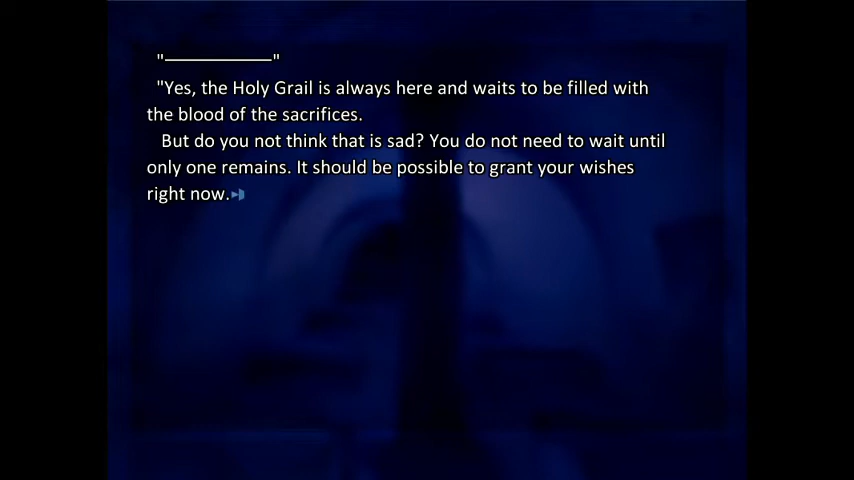 "——————"
"Yes, the Holy Grail is always here and waits to be filled with
the blood of the sacrifices.
But do you not think that is sad? You do not need to wait until
only one remains. It should be possible to grant your wishes
right now.